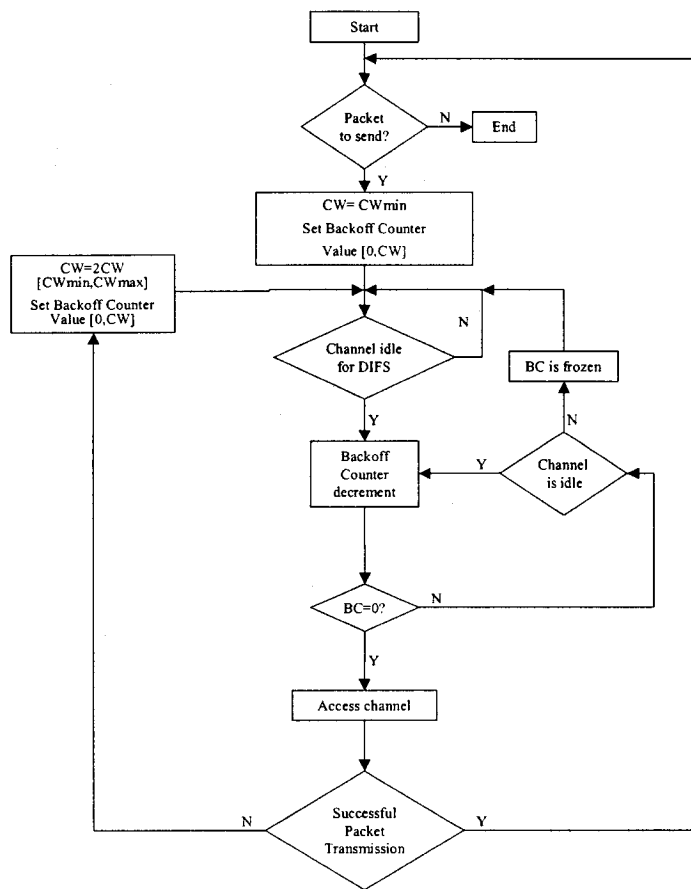 Start
Packet
to send?
N
End
Y
CW= CWmin
Set Backoff Counter
Value [0,CW]
CW=2CW
[CWmin,CWmax]
Set Backoff Counter
Value [0,CW]
Channel idle
for DIFS
N
BC is frozen
Y
N
Backoff
Counter
decrement
Y
Channel
is idle
BC=0?
N
Y
Access channel
N
Successful
Packet
Transmission
Y